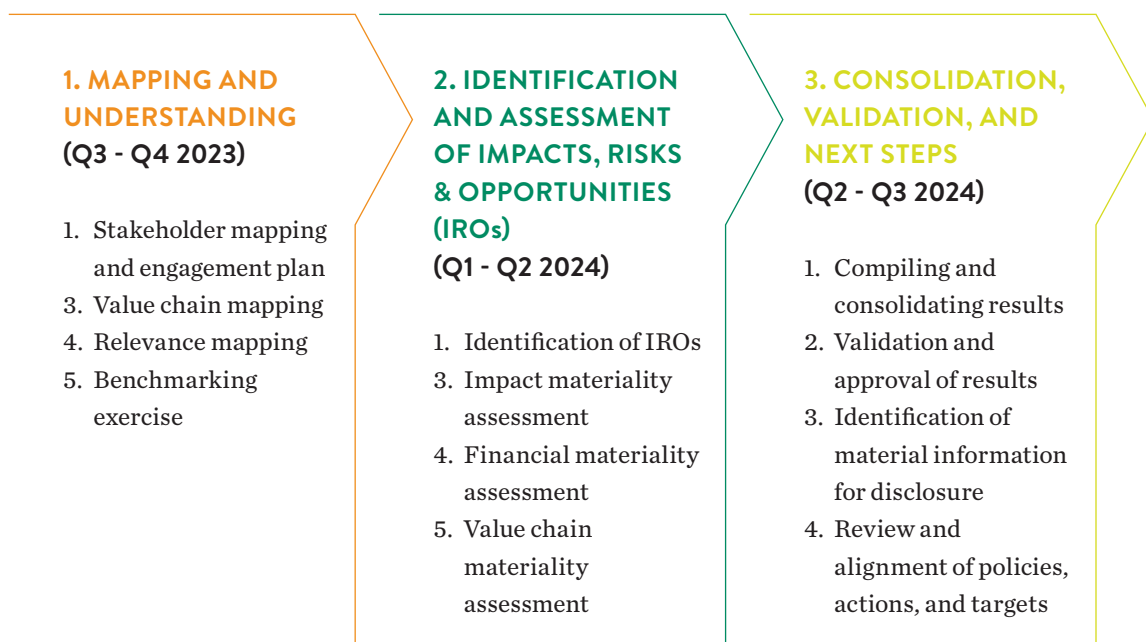 1. MAPPING AND
UNDERSTANDING
(Q3 - Q4 2023)
1. Stakeholder mapping
and engagement plan
3. Value chain mapping
4. Relevance mapping
5. Benchmarking
exercise
2. IDENTIFICATION
AND ASSESSMENT
OF IMPACTS, RISKS
& OPPORTUNITIES
(IROs)
(Q1 - Q2 2024)
1. Identification of IROs
3. Impact materiality
assessment
4. Financial materiality
assessment
5. Value chain
materiality
assessment
3. CONSOLIDATION,
VALIDATION, AND
NEXT STEPS
(Q2 - Q3 2024)
1. Compiling and
consolidating results
2. Validation and
approval of results
3. Identification of
material information
for disclosure
4. Review and
alignment of policies,
actions, and targets